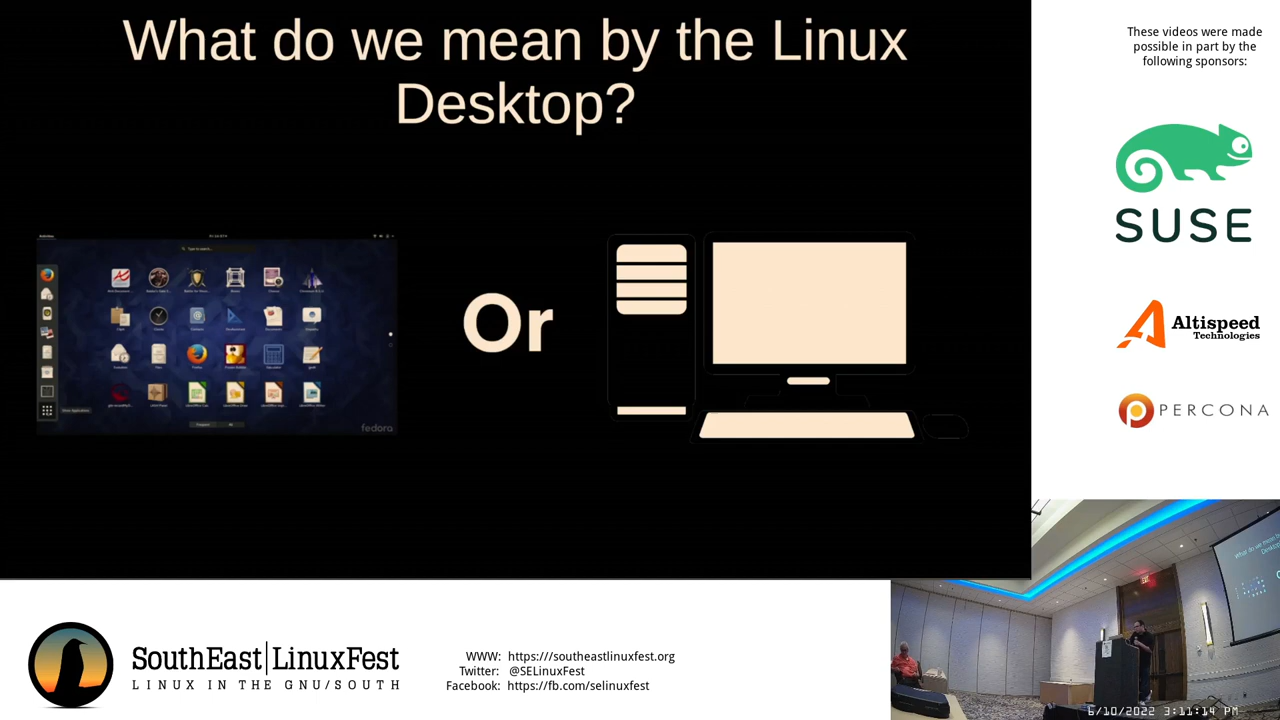 What do we mean by the Linux
Desktop?
Or
fedora
These videos were made
possible in part by the
following sponsors:
SUSE
Altispeed
Technologies
PERCONA
SouthEast LinuxFest
LINUX IN THE GNU/SOUTH
WWW: https:///southeastlinuxfest.org
Twitter: @SELinuxFest
Facebook: https://fb.com/selinuxfest
EXIT
6/10/2022 3:11:14 PM